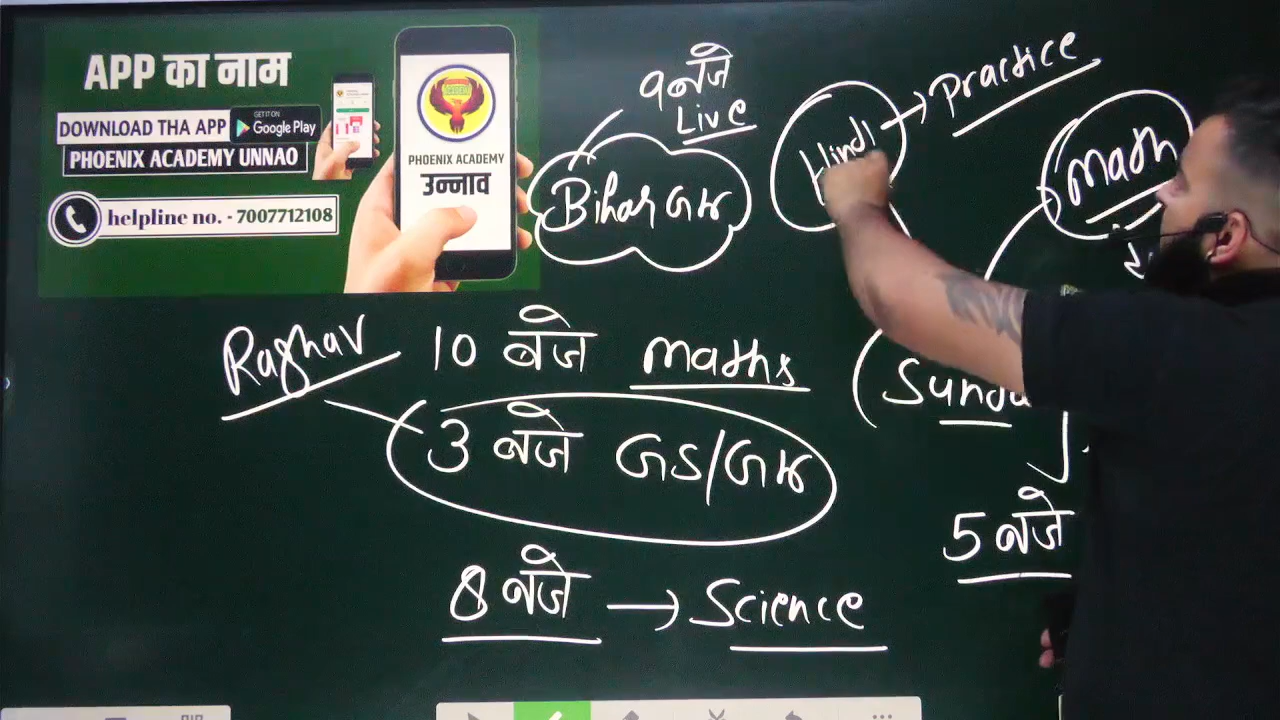 APP का नाम
DOWNLOAD THA APP
GET IT ON
Google Play
PHOENIX ACADEMY UNNAO
helpline no. - 7007712108
PHOENIX ACADEMY
उन्नाव
9 बजे
Live
Bihar GK
Hindi → Practice
Math
Raghav 10 बजे Maths
3 बजे GS/GK
5 बजे
8 बजे → Science